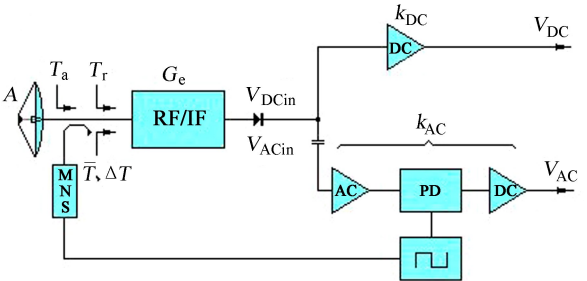 k_DC
V_DC
DC
A
T_a
T_r
G_e
RF/IF
V_DCin
V_ACin
k_AC
T̅、ΔT
M
N
S
AC
PD
DC
V_AC